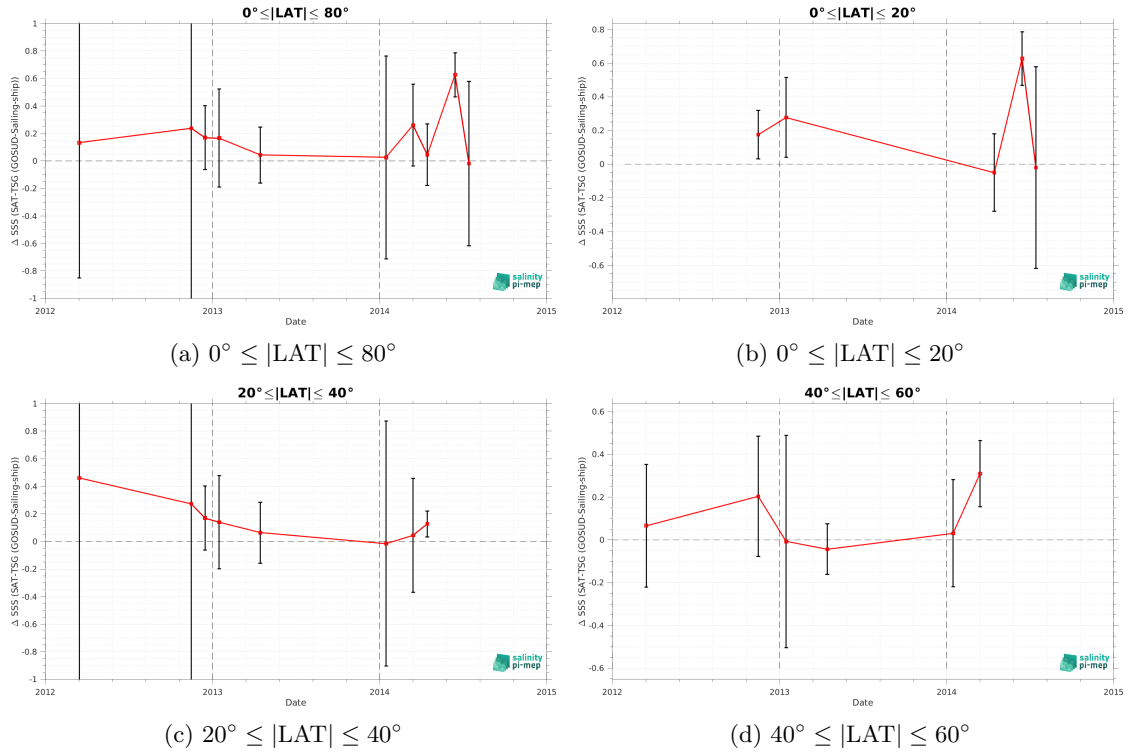 0°≤|LAT|≤ 80°
Δ SSS (SAT-TSG (GOSUD-Sailing-ship))
1
0.8
0.6
0.4
0.2
0
-0.2
-0.4
-0.6
-0.8
-1
2012
2013
2014
2015
Date
salinity
pi-mep
(a) 0° ≤ |LAT| ≤ 80°
0°≤|LAT|≤ 20°
Δ SSS (SAT-TSG (GOSUD-Sailing-ship))
0.8
0.6
0.4
0.2
0
-0.2
-0.4
-0.6
2012
2013
2014
2015
Date
salinity
pi-mep
(b) 0° ≤ |LAT| ≤ 20°
20°≤|LAT|≤ 40°
Δ SSS (SAT-TSG (GOSUD-Sailing-ship))
1
0.8
0.6
0.4
0.2
0
-0.2
-0.4
-0.6
-0.8
-1
2012
2013
2014
2015
Date
salinity
pi-mep
(c) 20° ≤ |LAT| ≤ 40°
40°≤|LAT|≤ 60°
Δ SSS (SAT-TSG (GOSUD-Sailing-ship))
0.6
0.4
0.2
0
-0.2
-0.4
-0.6
2012
2013
2014
2015
Date
salinity
pi-mep
(d) 40° ≤ |LAT| ≤ 60°